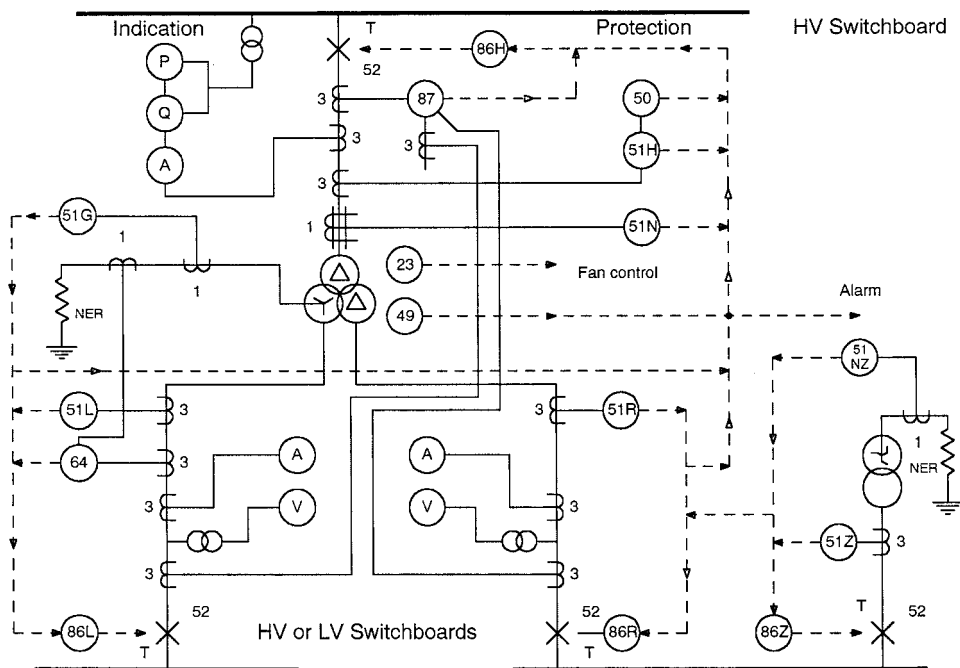 Indication
T
Protection
HV Switchboard
P
86H
52
3
87
50
Q
3
3
51H
A
3
51G
1
1
51N
23
Fan control
1
NER
49
Alarm
51
NZ
51L
3
3
51R
1
NER
64
3
A
A
3
V
V
3
51Z
3
3
3
52
52
T
52
86L
T
HV or LV Switchboards
T
86R
86Z